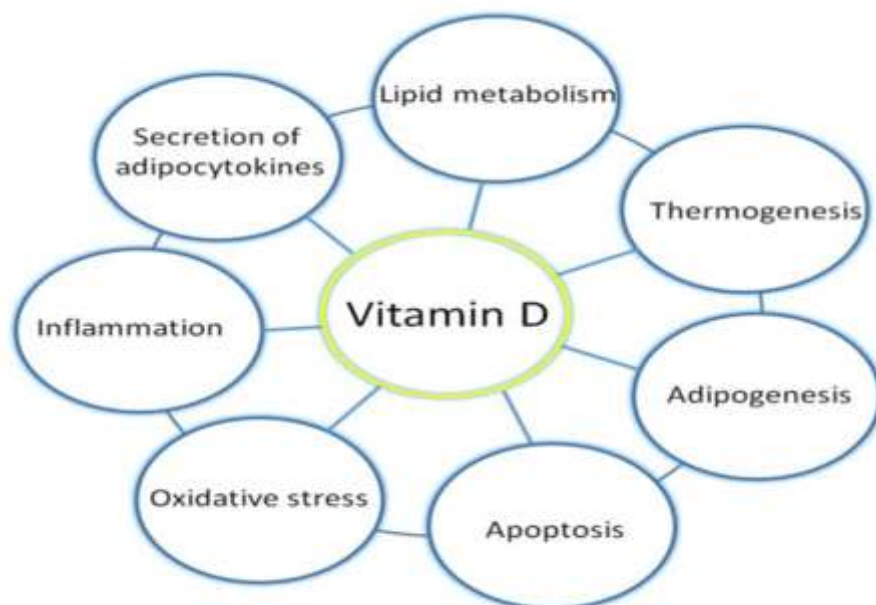 Lipid metabolism
Secretion of
adipocytokines
Thermogenesis
Vitamin D
Inflammation
Adipogenesis
Oxidative stress
Apoptosis